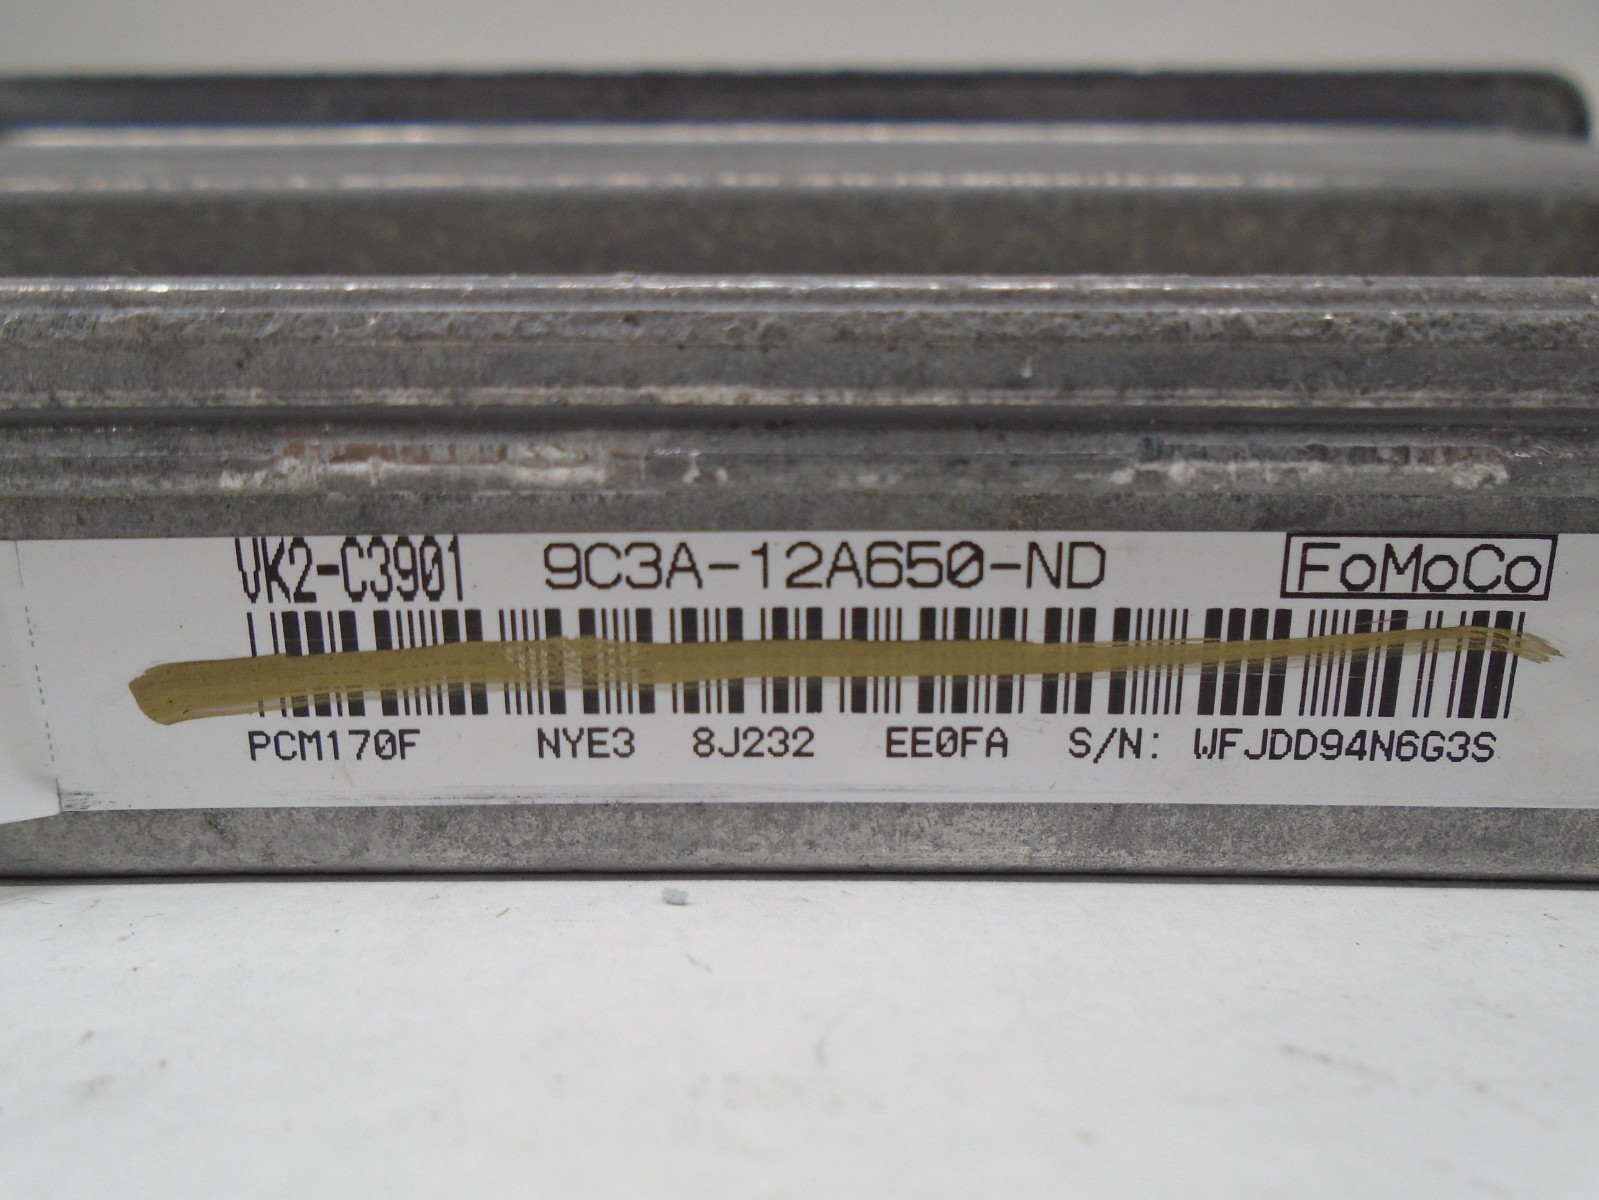 VK2-C3901 9C3A-12A650-ND FoMoCo
PCM170F NYE3 8J232 EE0FA S/N: WFJDD94N6G3S